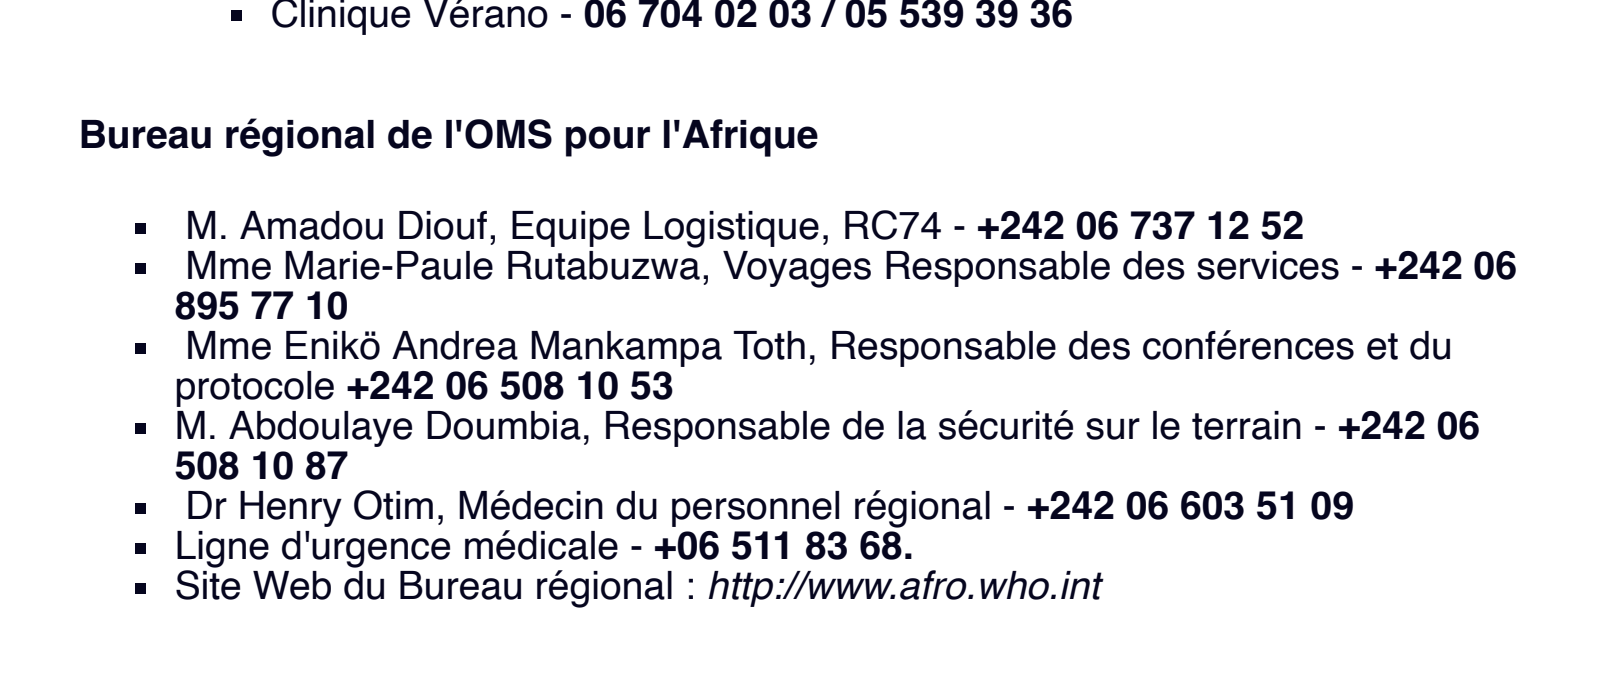 ▪ Clinique Vérano - 06 704 02 03 / 05 539 39 36
Bureau régional de l'OMS pour l'Afrique
▪ M. Amadou Diouf, Equipe Logistique, RC74 - +242 06 737 12 52
▪ Mme Marie-Paule Rutabuzwa, Voyages Responsable des services - +242 06
895 77 10
▪ Mme Enikö Andrea Mankampa Toth, Responsable des conférences et du
protocole +242 06 508 10 53
▪ M. Abdoulaye Doumbia, Responsable de la sécurité sur le terrain - +242 06
508 10 87
▪ Dr Henry Otim, Médecin du personnel régional - +242 06 603 51 09
▪ Ligne d'urgence médicale - +06 511 83 68.
▪ Site Web du Bureau régional : http://www.afro.who.int